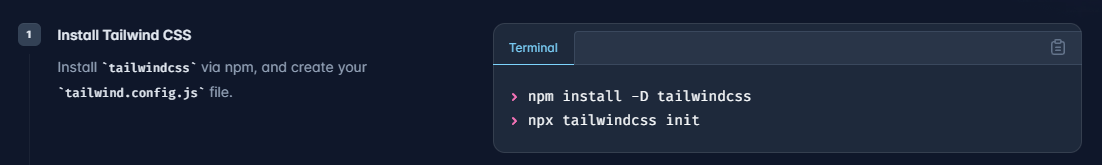 1
Install Tailwind CSS
Install `tailwindcss` via npm, and create your
`tailwind.config.js` file.
Terminal
> npm install -D tailwindcss
> npx tailwindcss init